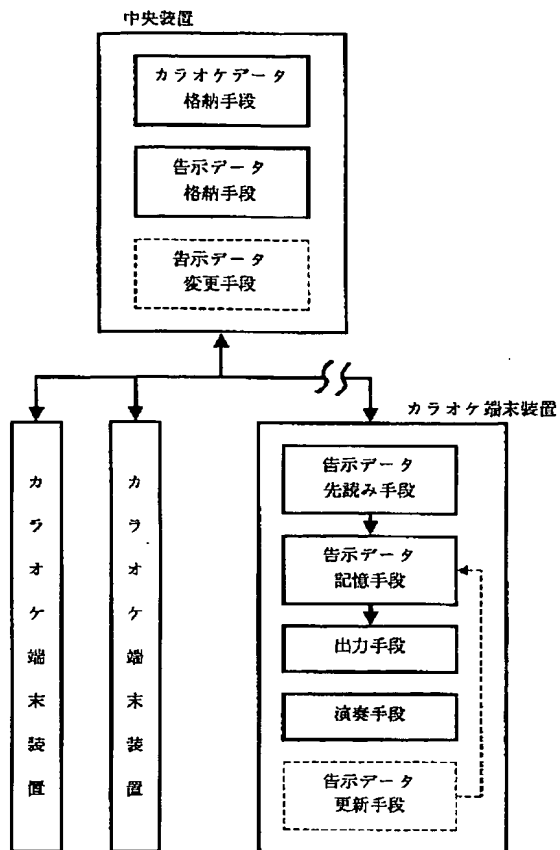 中央装置
カラオケデータ
格納手段
告示データ
格納手段
告示データ
変更手段
カラオケ端末装置
カラオケ端末装置
カラオケ端末装置
告示データ
先読み手段
告示データ
記憶手段
出力手段
演奏手段
告示データ
更新手段